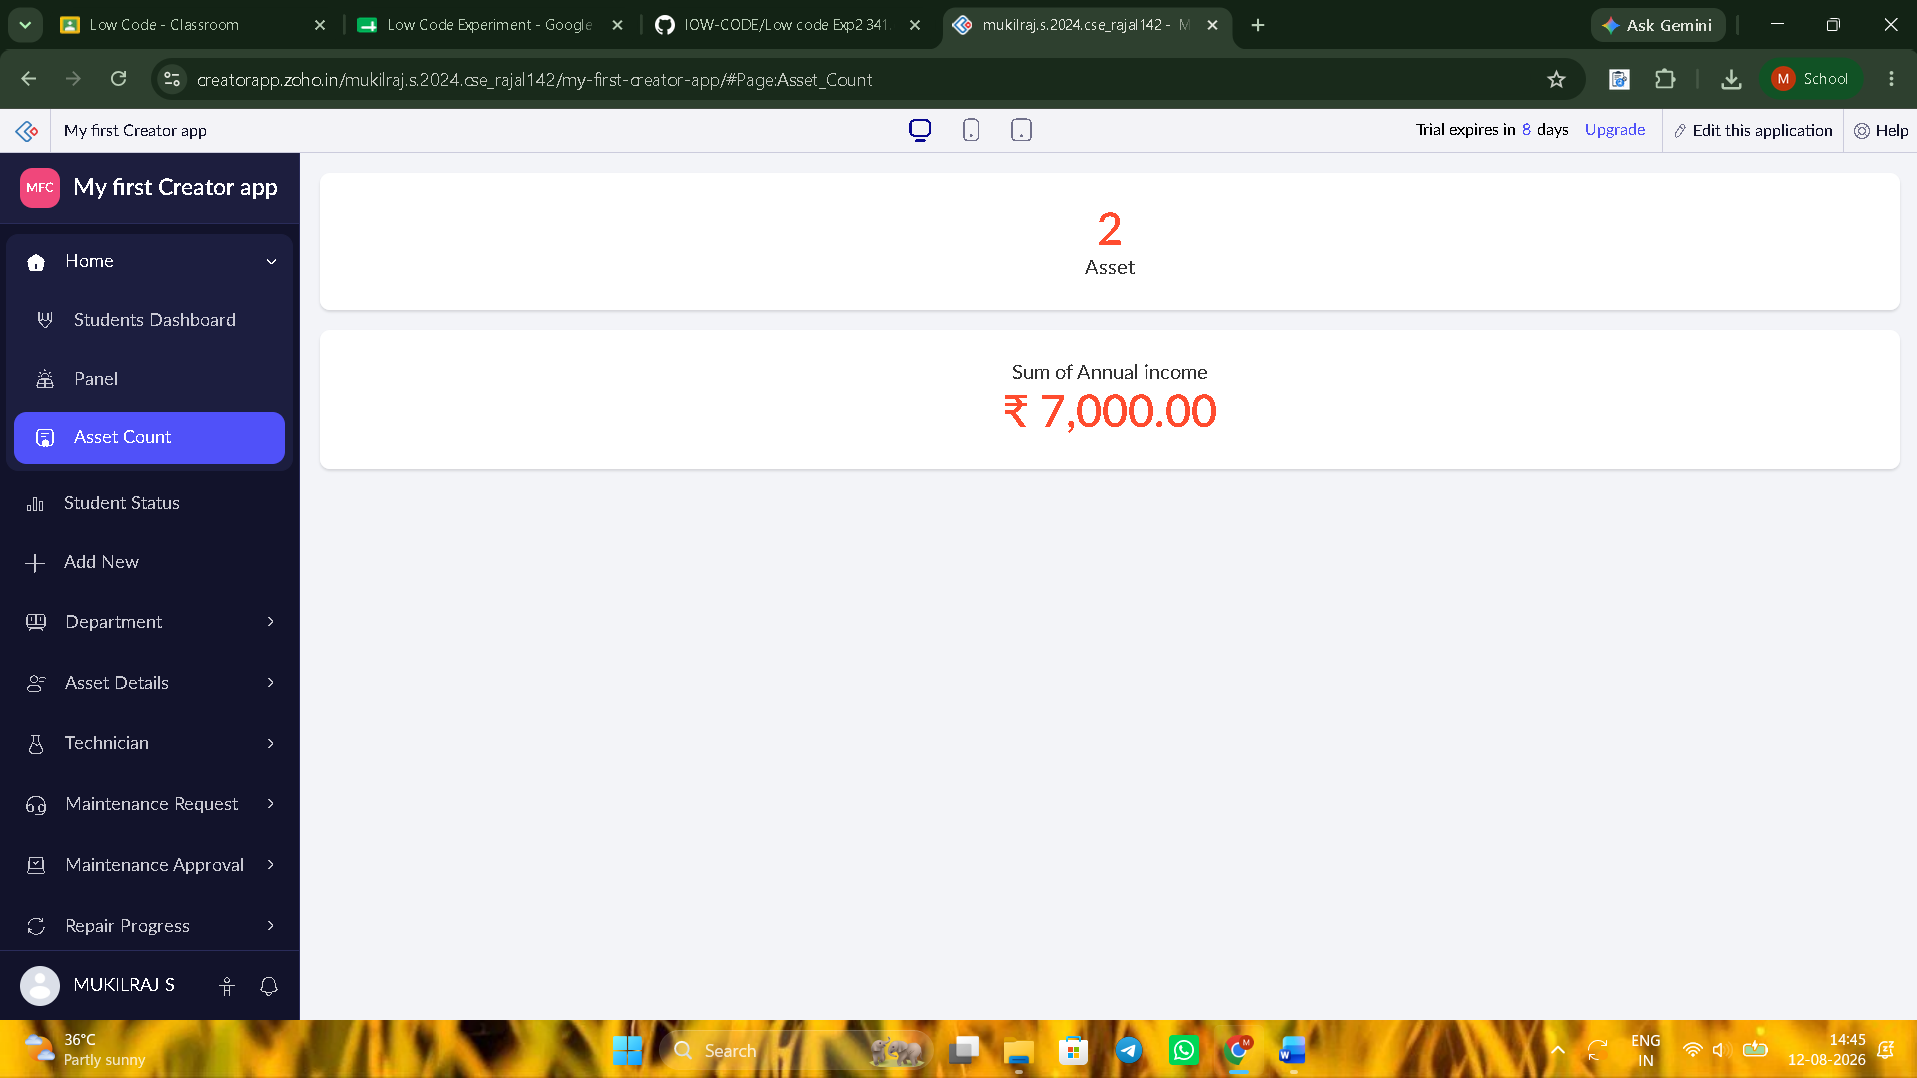 Low Code - Classroom
Low Code Experiment - Google
IOW-CODE/Low code Exp2 341.
mukilraj.s.2024.cse_rajal142 - M
Ask Gemini
creatorapp.zoho.in/mukilraj.s.2024.cse_rajal142/my-first-creator-app/#Page:Asset_Count
M School
My first Creator app
Trial expires in 8 days Upgrade
Edit this application
Help
MFC My first Creator app
Home
Students Dashboard
Panel
Asset Count
Student Status
Add New
Department
Asset Details
Technician
Maintenance Request
Maintenance Approval
Repair Progress
MUKILRAJ S
2
Asset
Sum of Annual income
₹ 7,000.00
36°C
Partly sunny
Search
M
W
ENG
IN
14:45
12-08-2026